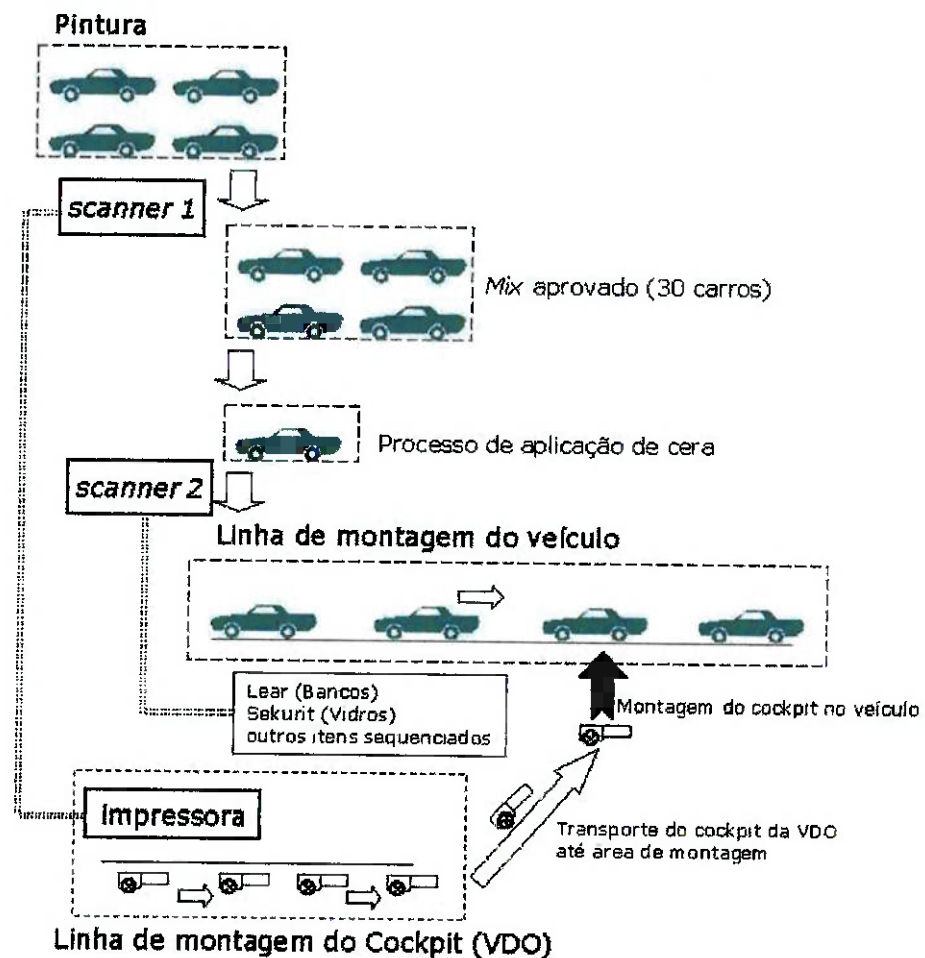 Pintura
scanner 1
Mix aprovado (30 carros)
Processo de aplicação de cera
scanner 2
Linha de montagem do veículo
Lear (Bancos)
Sekurit (Vidros)
outros itens sequenciados
Montagem do cockpit no veículo
Impressora
Transporte do cockpit da VDO
até área de montagem
Linha de montagem do Cockpit (VDO)